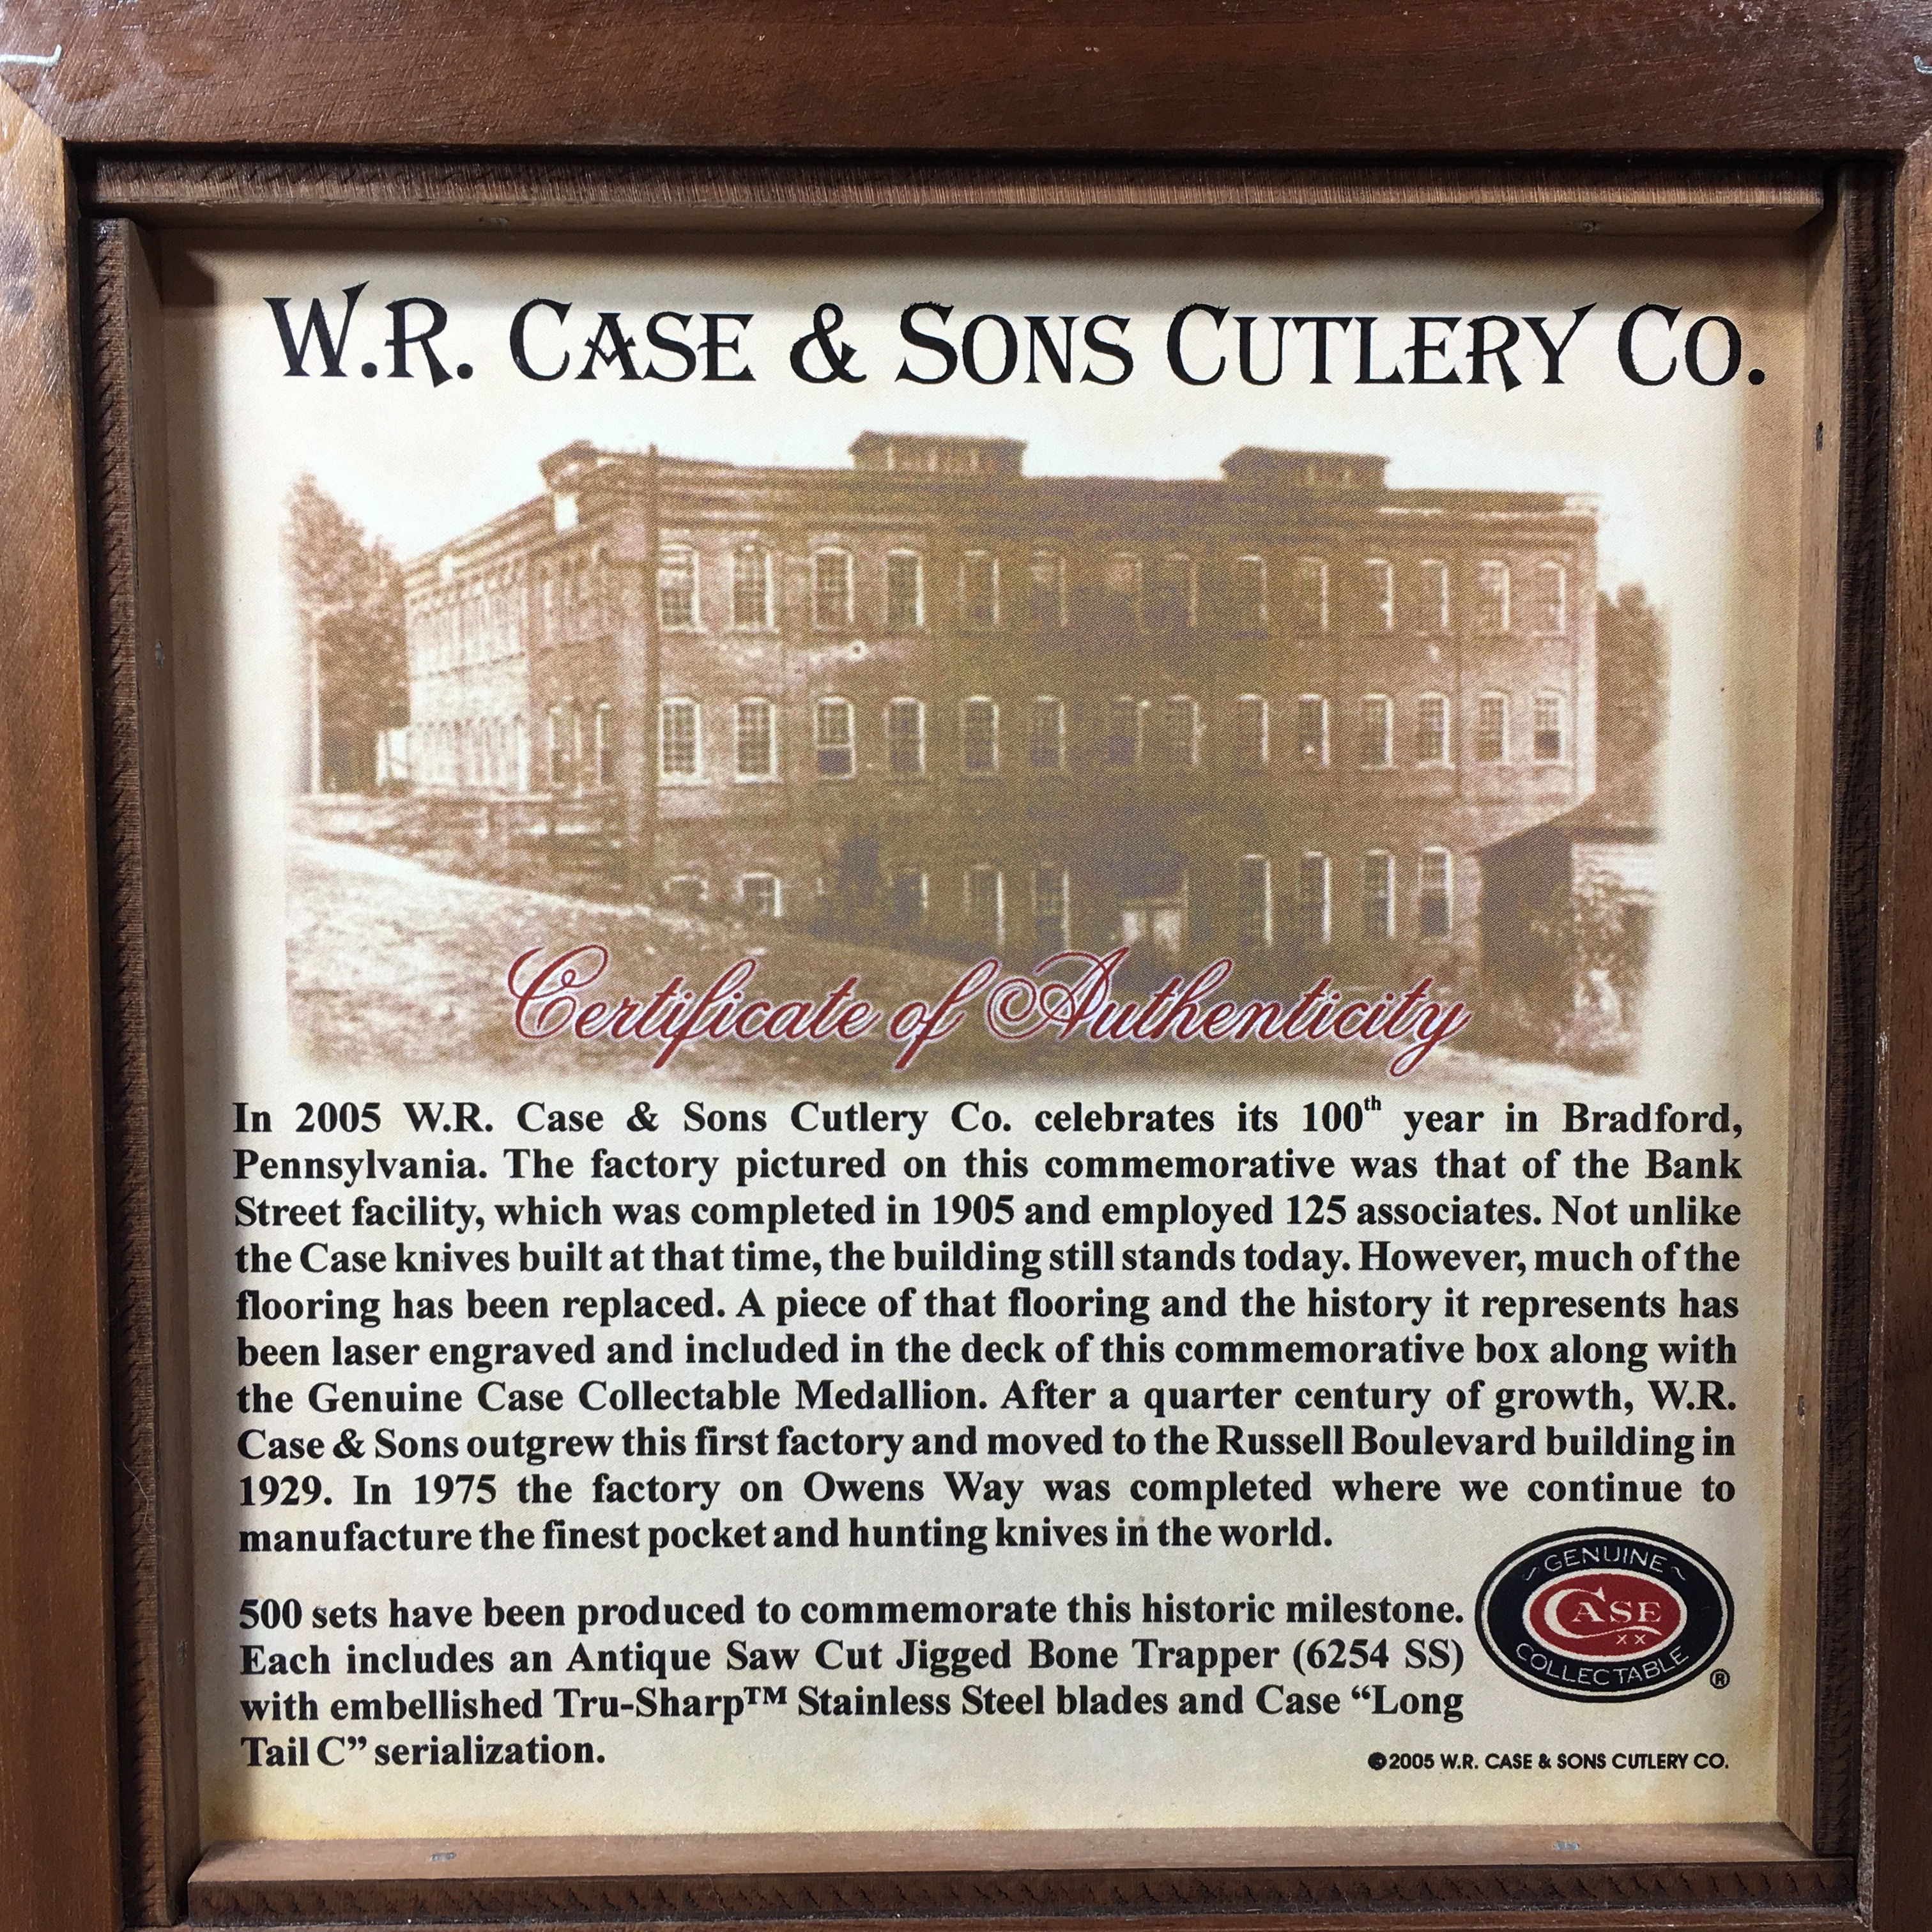 W.R. CASE & SONS CUTLERY CO.
Certificate of Authenticity
In 2005 W.R. Case & Sons Cutlery Co. celebrates its 100th year in Bradford,
Pennsylvania. The factory pictured on this commemorative was that of the Bank
Street facility, which was completed in 1905 and employed 125 associates. Not unlike
the Case knives built at that time, the building still stands today. However, much of the
flooring has been replaced. A piece of that flooring and the history it represents has
been laser engraved and included in the deck of this commemorative box along with
the Genuine Case Collectable Medallion. After a quarter century of growth, W.R.
Case & Sons outgrew this first factory and moved to the Russell Boulevard building in
1929. In 1975 the factory on Owens Way was completed where we continue to
manufacture the finest pocket and hunting knives in the world.
500 sets have been produced to commemorate this historic milestone.
Each includes an Antique Saw Cut Jigged Bone Trapper (6254 SS)
with embellished Tru-Sharp™ Stainless Steel blades and Case “Long
Tail C” serialization.
~GENUINE~
CASE
XX
COLLECTABLE
®
©2005 W.R. CASE & SONS CUTLERY CO.